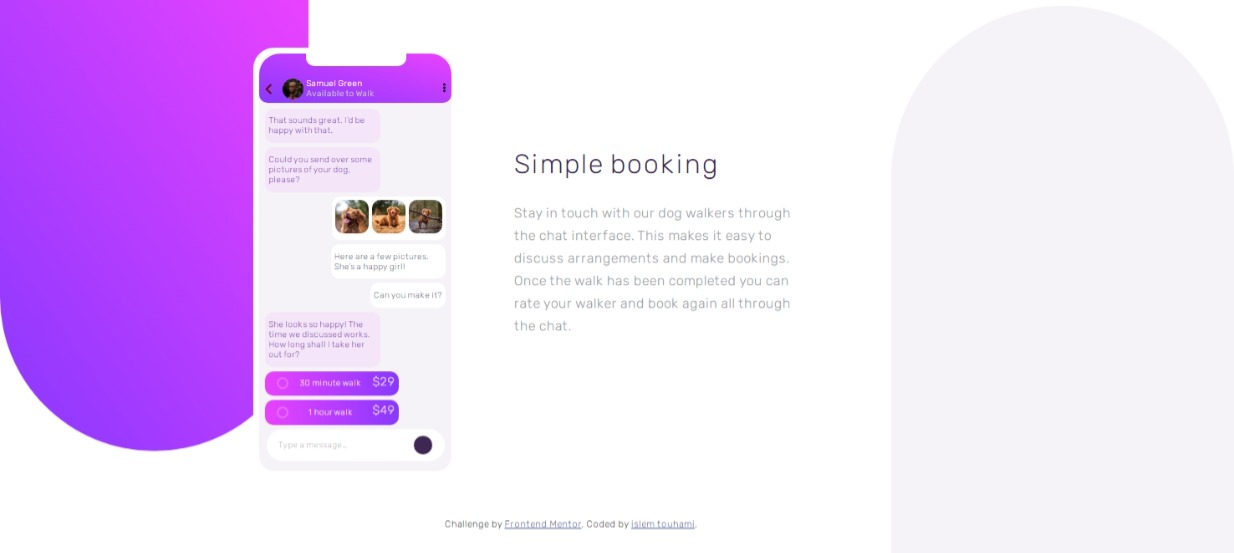 Samuel Green
Available to Walk
That sounds great. I'd be
happy with that.
Could you send over some
pictures of your dog,
please?
Here are a few pictures.
She's a happy girl!
Can you make it?
She looks so happy! The
time we discussed works.
How long shall I take her
out for?
30 minute walk $29
1 hour walk $49
Type a message…
Simple booking
Stay in touch with our dog walkers through
the chat interface. This makes it easy to
discuss arrangements and make bookings.
Once the walk has been completed you can
rate your walker and book again all through
the chat.
Challenge by Frontend Mentor. Coded by islem touhami.